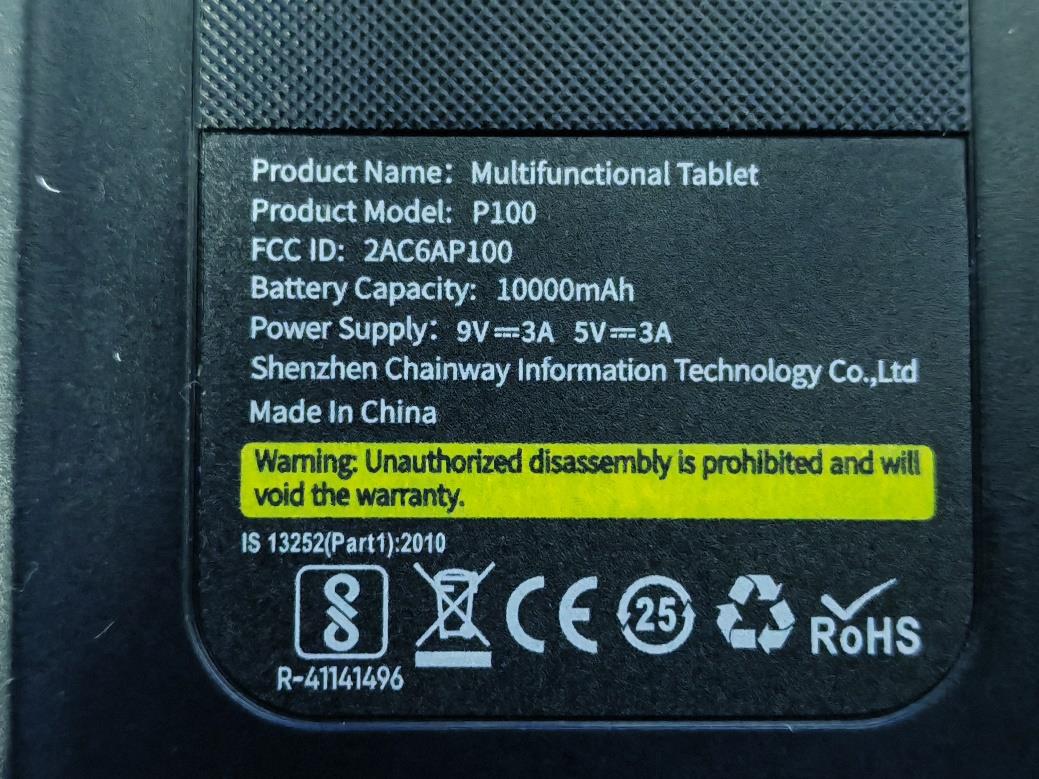 Product Name: Multifunctional Tablet
Product Model: P100
FCC ID: 2AC6AP100
Battery Capacity: 10000mAh
Power Supply: 9V⎓3A 5V⎓3A
Shenzhen Chainway Information Technology Co.,Ltd
Made In China
Warning: Unauthorized disassembly is prohibited and will
void the warranty.
IS 13252(Part1):2010
CE 25 RoHS
R-41141496